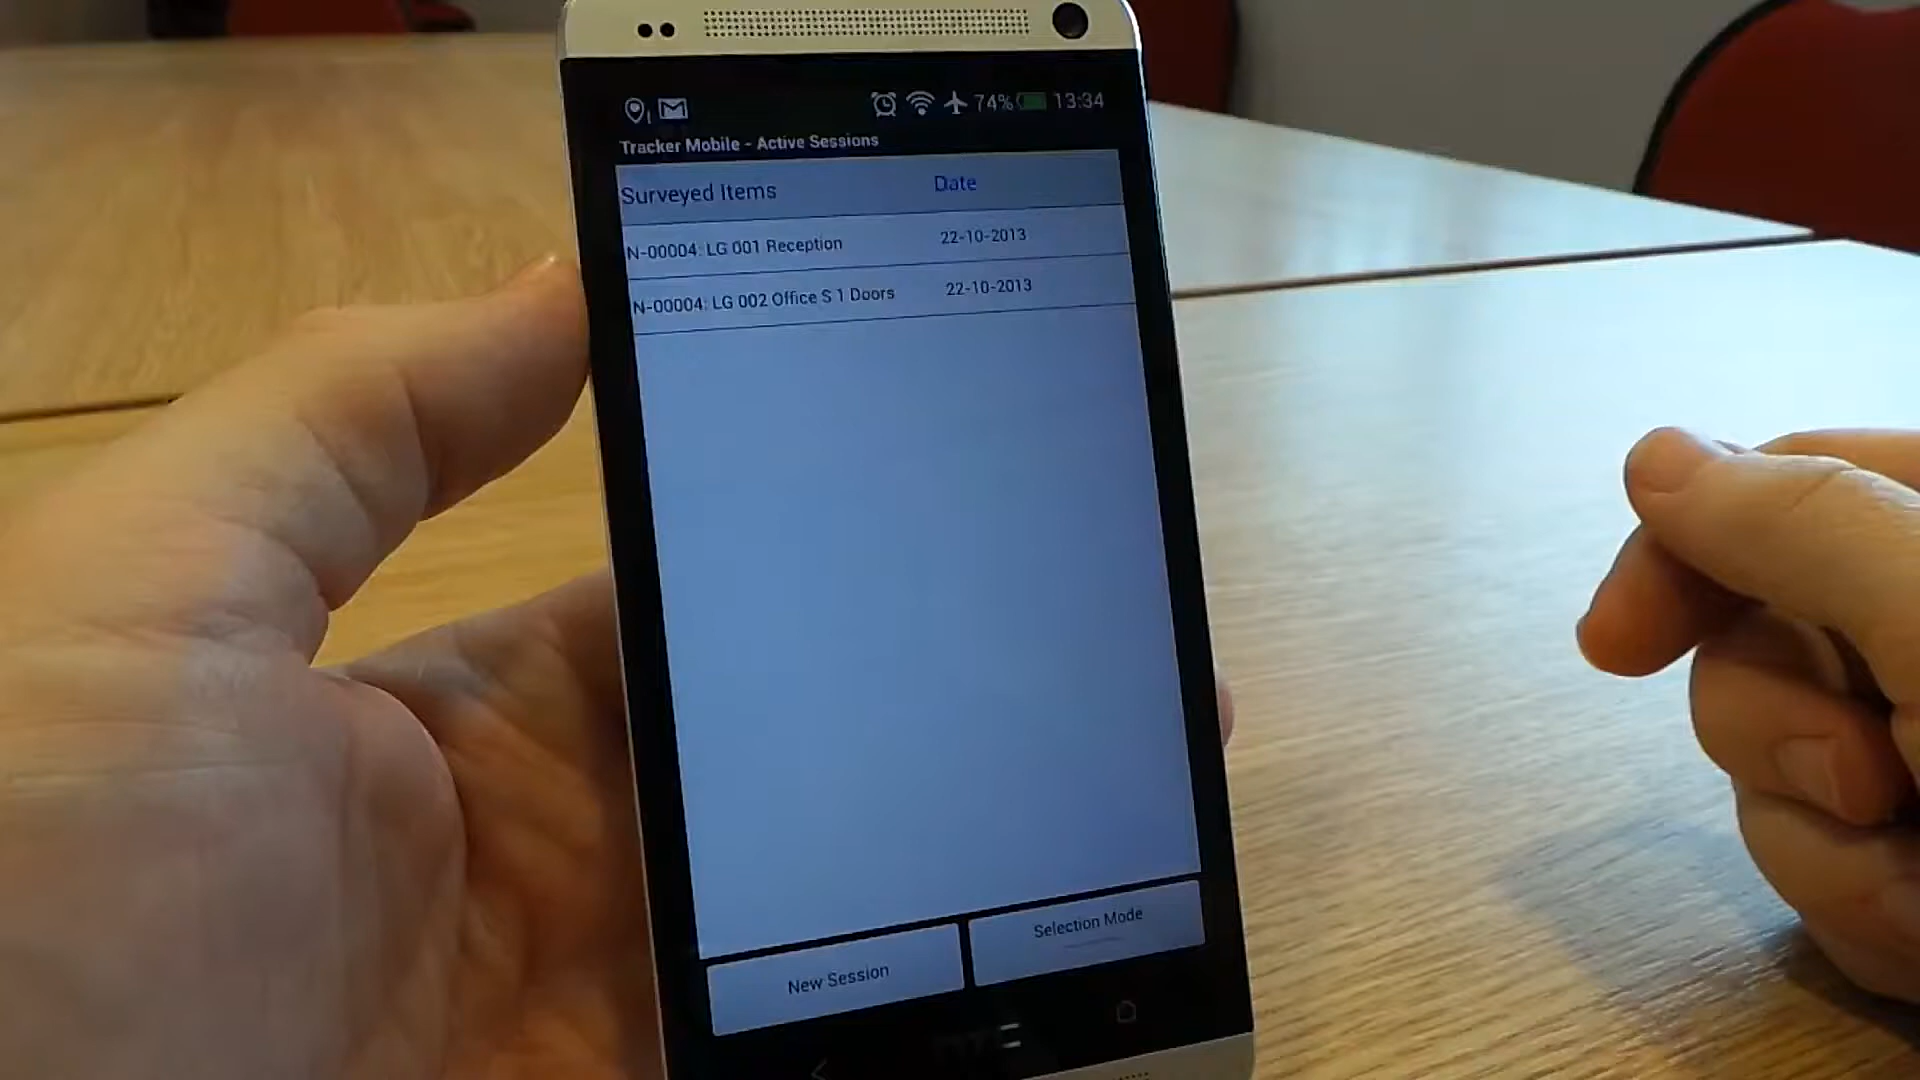 74% 13:34
Tracker Mobile - Active Sessions
Surveyed Items Date
N-00004: LG 001 Reception 22-10-2013
N-00004: LG 002 Office S 1 Doors 22-10-2013
New Session Selection Mode